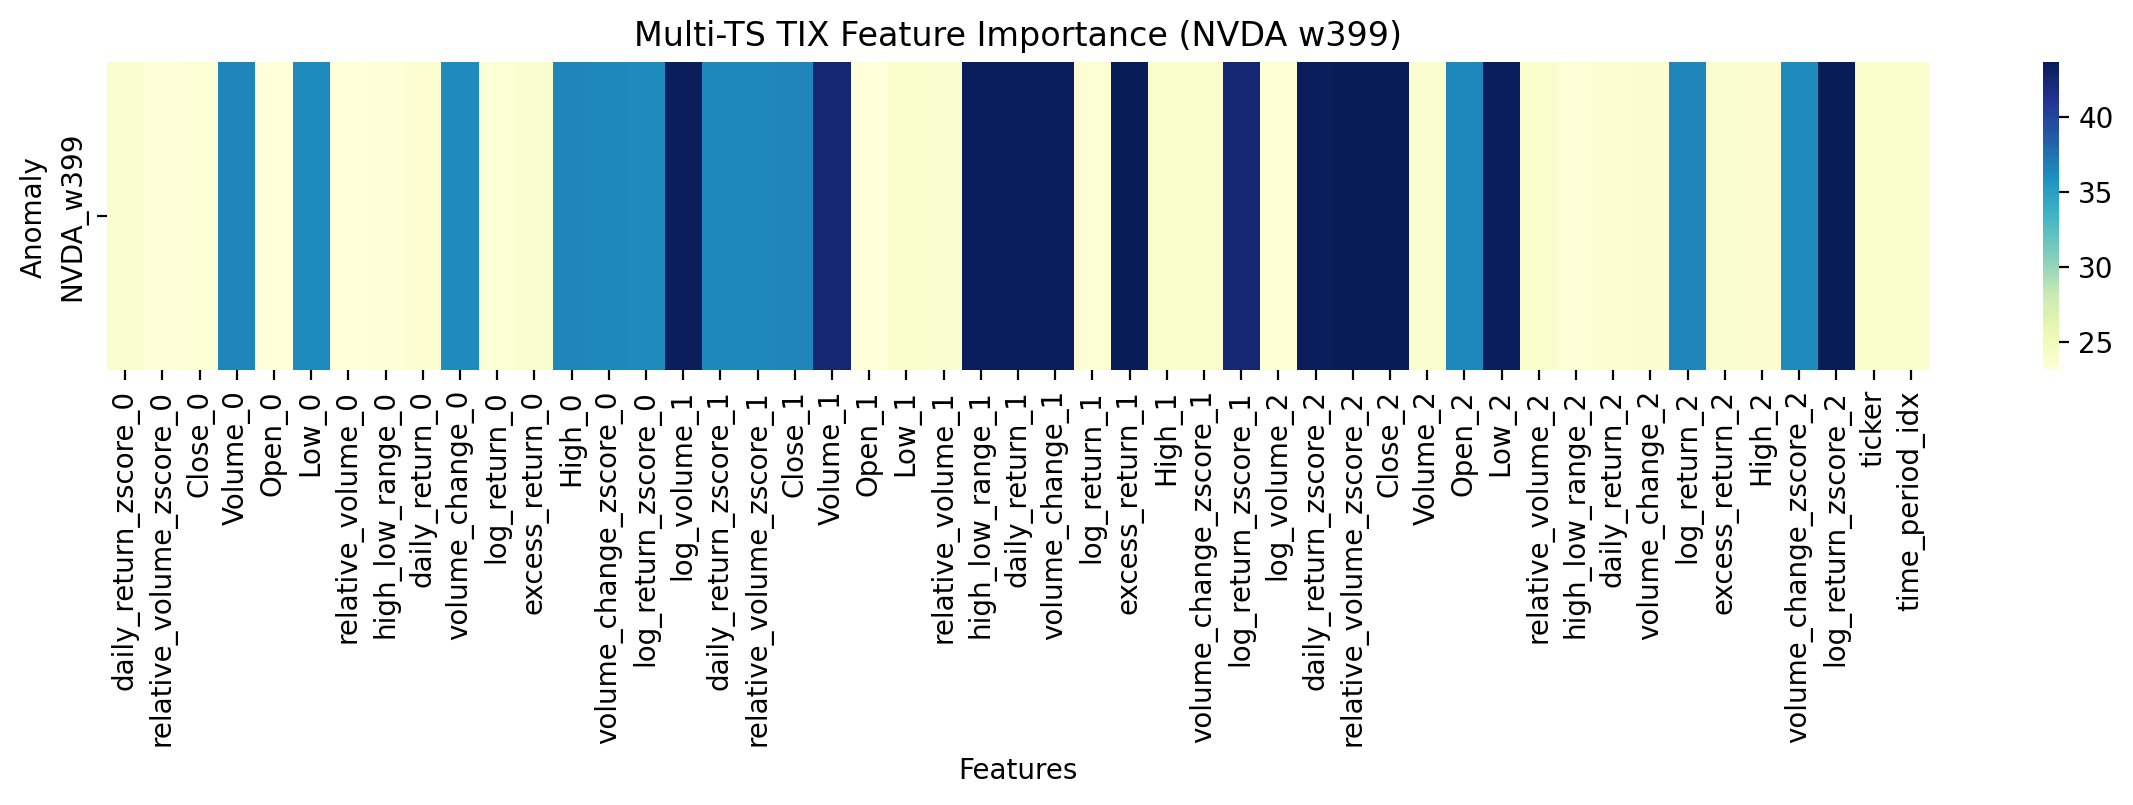 Multi-TS TIX Feature Importance (NVDA w399)
Anomaly
NVDA_w399
40
35
30
25
daily_return_zscore_0
relative_volume_zscore_0
Close_0
Volume_0
Open_0
Low_0
relative_volume_0
high_low_range_0
daily_return_0
volume_change_0
log_return_0
excess_return_0
High_0
volume_change_zscore_0
log_return_zscore_0
log_volume_1
daily_return_zscore_1
relative_volume_zscore_1
Close_1
Volume_1
Open_1
Low_1
relative_volume_1
high_low_range_1
daily_return_1
volume_change_1
log_return_1
excess_return_1
High_1
volume_change_zscore_1
log_return_zscore_1
log_volume_2
daily_return_zscore_2
relative_volume_zscore_2
Close_2
Volume_2
Open_2
Low_2
relative_volume_2
high_low_range_2
daily_return_2
volume_change_2
log_return_2
excess_return_2
High_2
volume_change_zscore_2
log_return_zscore_2
ticker
time_period_idx
Features